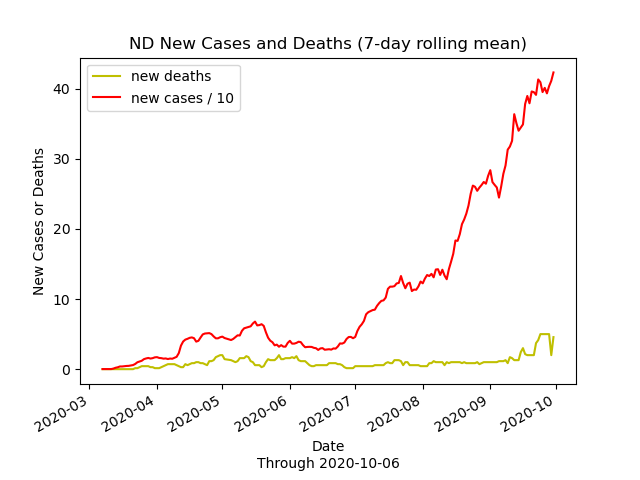 ND New Cases and Deaths (7-day rolling mean)
new deaths
new cases / 10
New Cases or Deaths
40
30
20
10
0
2020-03
2020-04
2020-05
2020-06
2020-07
2020-08
2020-09
2020-10
Date
Through 2020-10-06